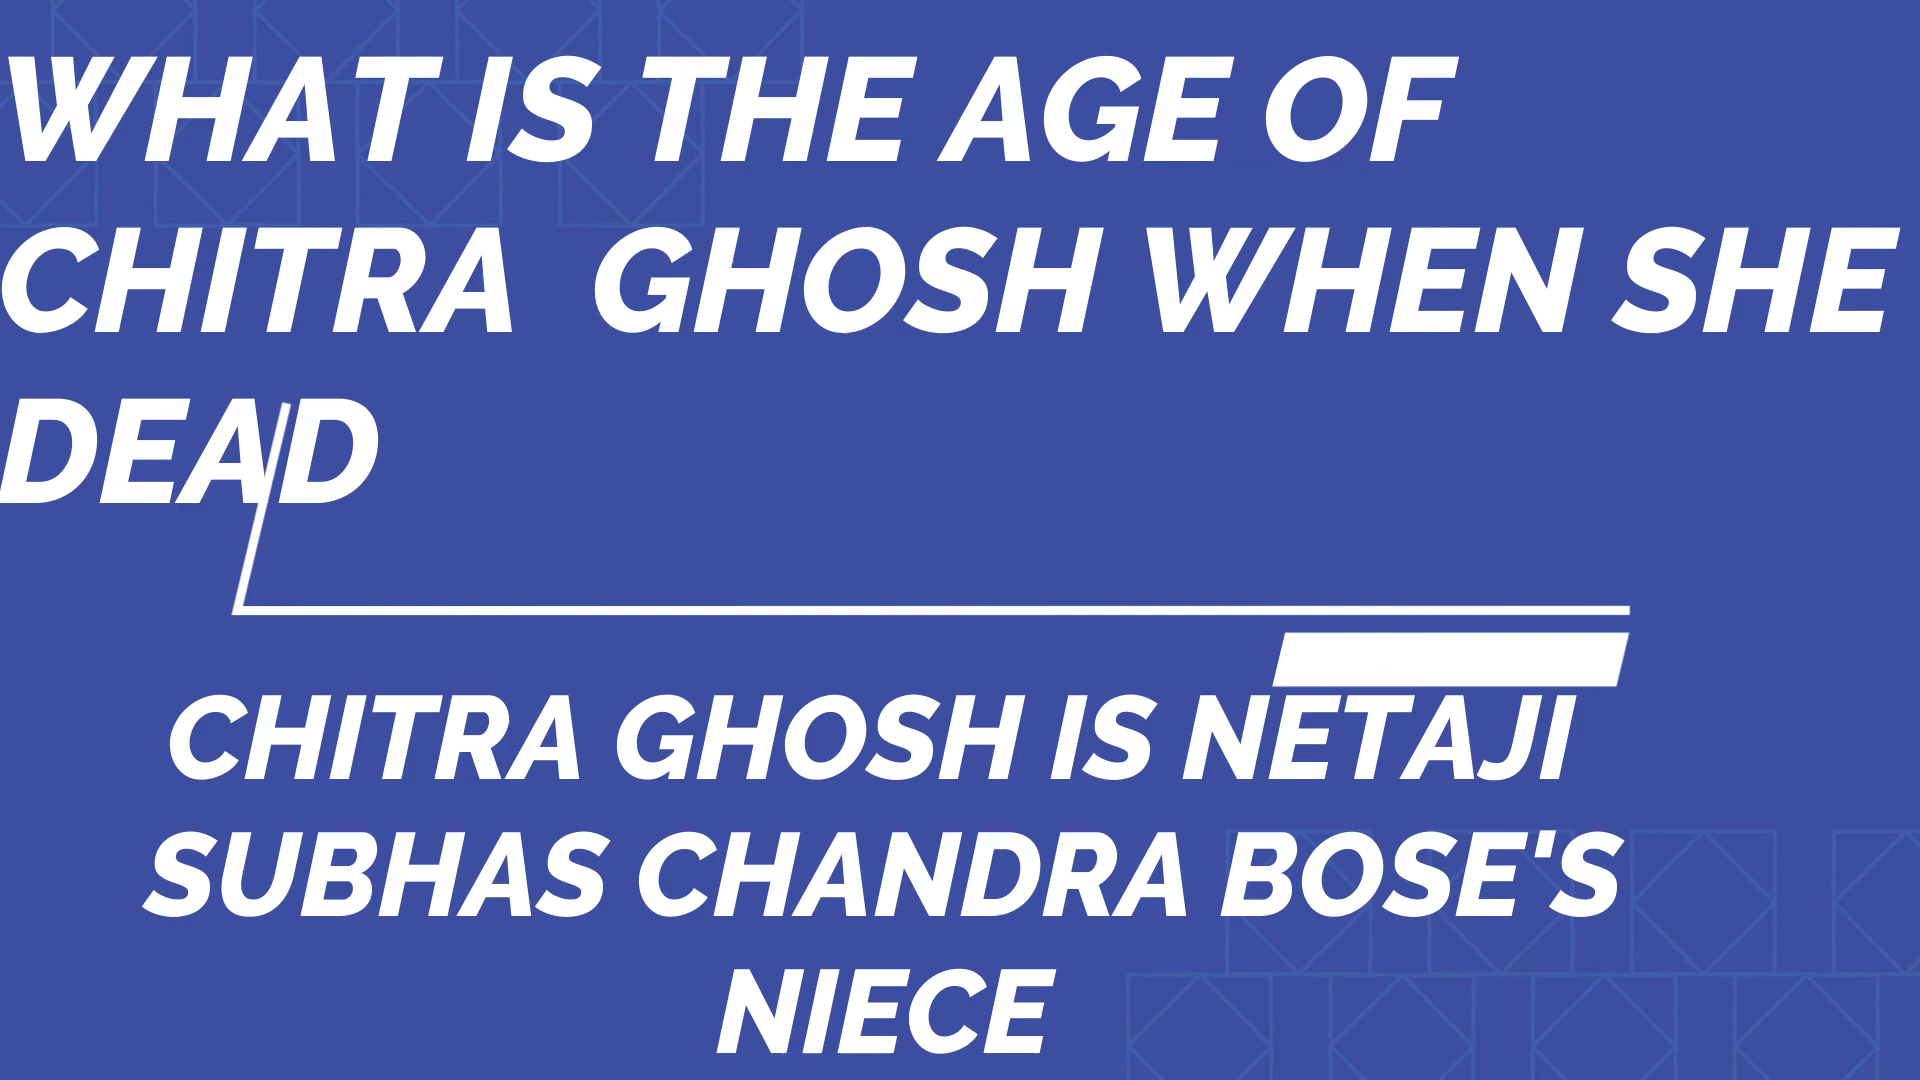 WHAT IS THE AGE OF
CHITRA  GHOSH WHEN SHE
DEAD
CHITRA GHOSH IS NETAJI
SUBHAS CHANDRA BOSE'S
NIECE